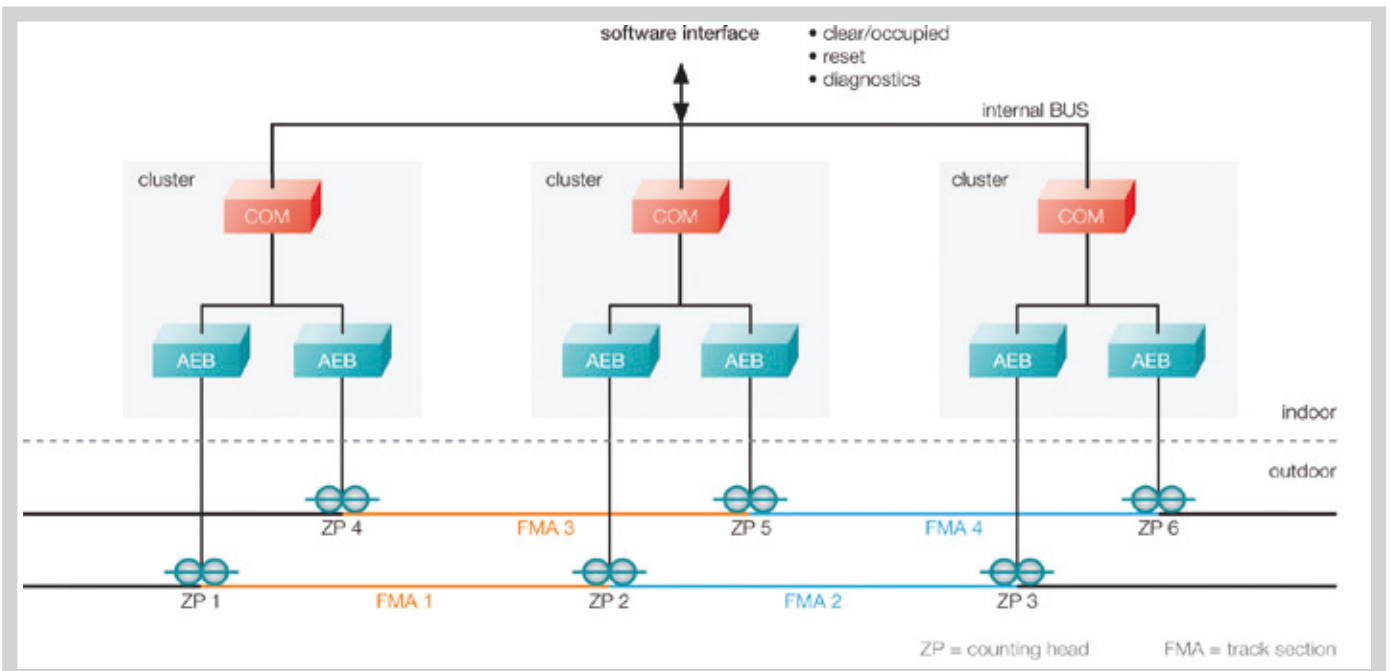 software interface
• clear/occupied
• reset
• diagnostics
internal BUS
cluster
cluster
cluster
COM
COM
COM
AEB
AEB
AEB
AEB
AEB
AEB
indoor
outdoor
ZP 4
FMA 3
ZP 5
FMA 4
ZP 6
ZP 1
FMA 1
ZP 2
FMA 2
ZP 3
ZP = counting head
FMA = track section